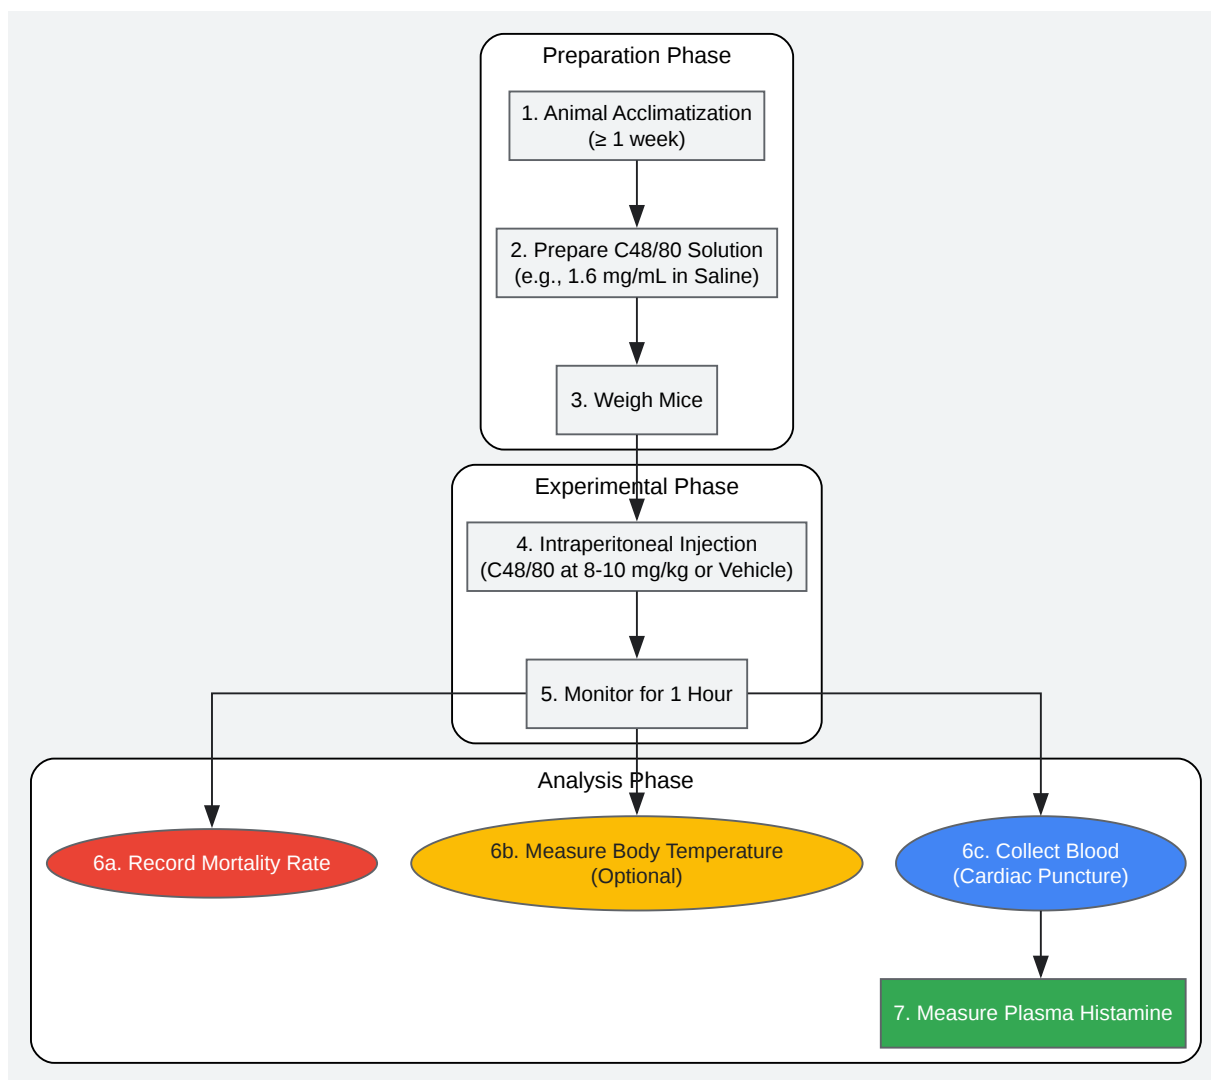 Preparation Phase
1. Animal Acclimatization
(≥ 1 week)
2. Prepare C48/80 Solution
(e.g., 1.6 mg/mL in Saline)
3. Weigh Mice
Experimental Phase
4. Intraperitoneal Injection
(C48/80 at 8-10 mg/kg or Vehicle)
5. Monitor for 1 Hour
Analysis Phase
6a. Record Mortality Rate
6b. Measure Body Temperature
(Optional)
6c. Collect Blood
(Cardiac Puncture)
7. Measure Plasma Histamine